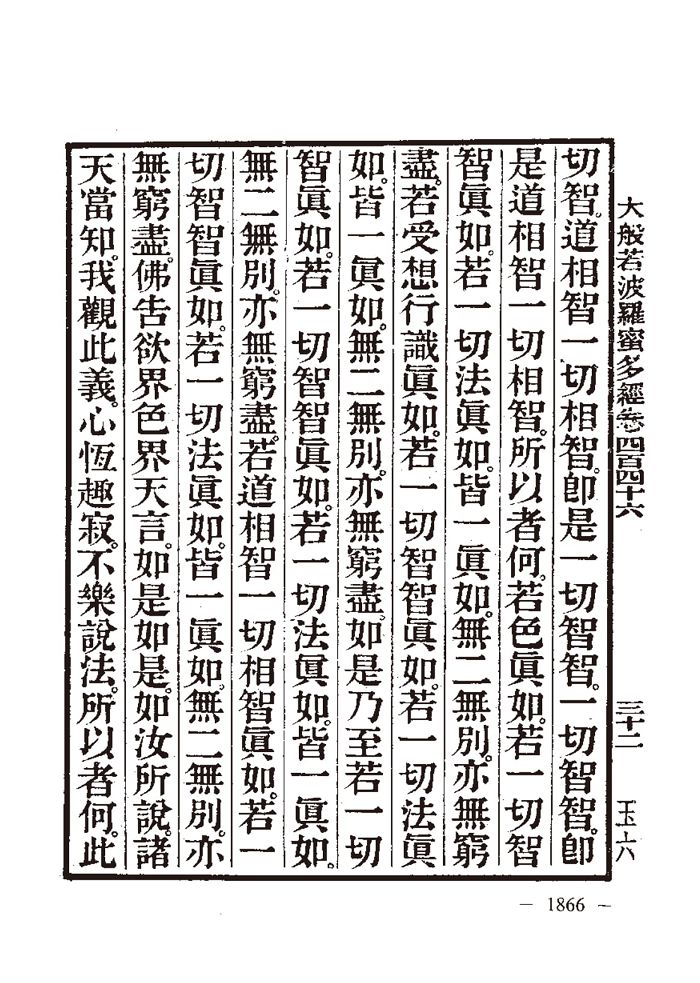 大般若波羅蜜多經卷四百四十六
三十二
玉六
切智。道相智一切相智。卽是一切智智。一切智智。卽
是道相智一切相智。所以者何。若色眞如。若一切智
智眞如。若一切法眞如。皆一眞如。無二無別。亦無窮
盡。若受想行識眞如。若一切智智眞如。若一切法眞
如。皆一眞如。無二無別。亦無窮盡。如是乃至若一切
智眞如。若一切智智眞如。若一切法眞如。皆一眞如。
無二無別。亦無窮盡。若道相智一切相智眞如。若一
切智智眞如。若一切法眞如。皆一眞如。無二無別。亦
無窮盡。佛告欲界色界天言。如是如是。如汝所說。諸
天當知。我觀此義。心恆趣寂。不樂說法。所以者何。此
— 1866 —